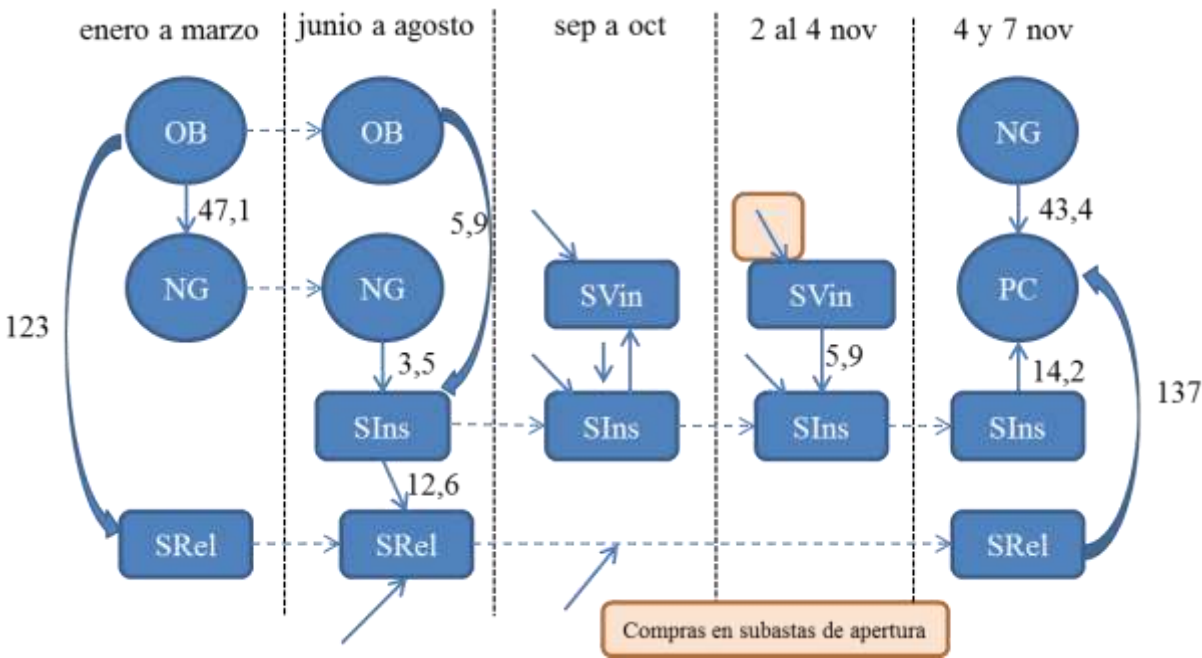 enero a marzo
junio a agosto
sep a oct
2 al 4 nov
4 y 7 nov
OB
OB
NG
47,1
5,9
43,4
NG
NG
SVin
SVin
PC
123
3,5
5,9
14,2
137
SIns
SIns
SIns
SIns
12,6
SRel
SRel
SRel
Compras en subastas de apertura